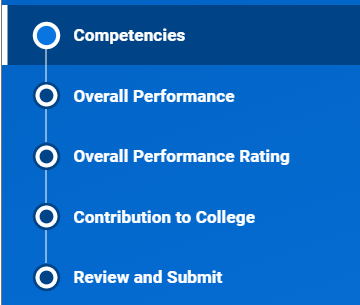 Competencies
Overall Performance
Overall Performance Rating
Contribution to College
Review and Submit